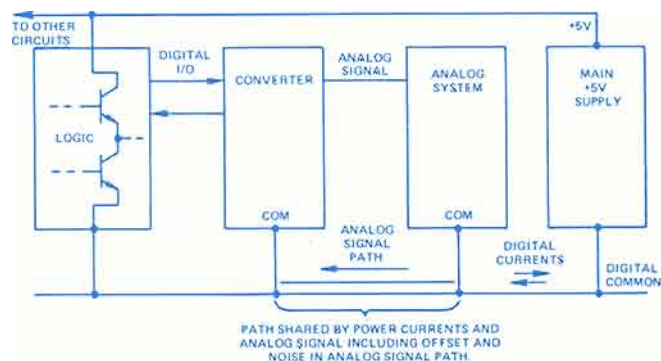 TO OTHER
CIRCUITS
+5V
DIGITAL
I/O
CONVERTER
ANALOG
SIGNAL
ANALOG
SYSTEM
MAIN
+5V
SUPPLY
LOGIC
COM
COM
ANALOG
SIGNAL
PATH
DIGITAL
CURRENTS
DIGITAL
COMMON
PATH SHARED BY POWER CURRENTS AND
ANALOG SIGNAL INCLUDING OFFSET AND
NOISE IN ANALOG SIGNAL PATH.